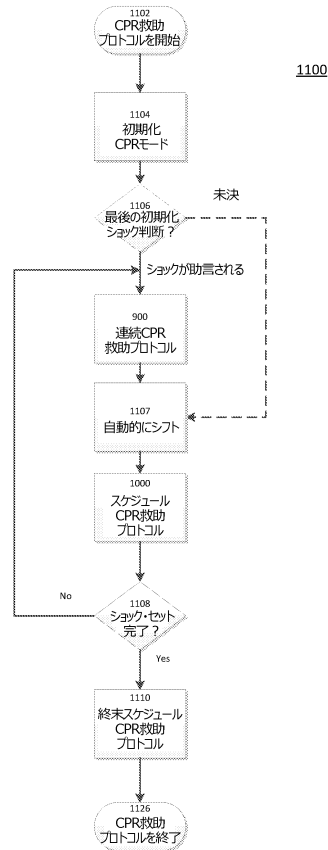 1102
CPR救助
プロトコルを開始
1100
1104
初期化
CPRモード
1106
最後の初期化
ショック判断？
未決
ショックが助言される
900
連続CPR
救助プロトコル
1107
自動的にシフト
1000
スケジュール
CPR救助
プロトコル
No
1108
ショック・セット
完了？
Yes
1110
終末スケジュール
CPR救助
プロトコル
1126
CPR救助
プロトコルを終了